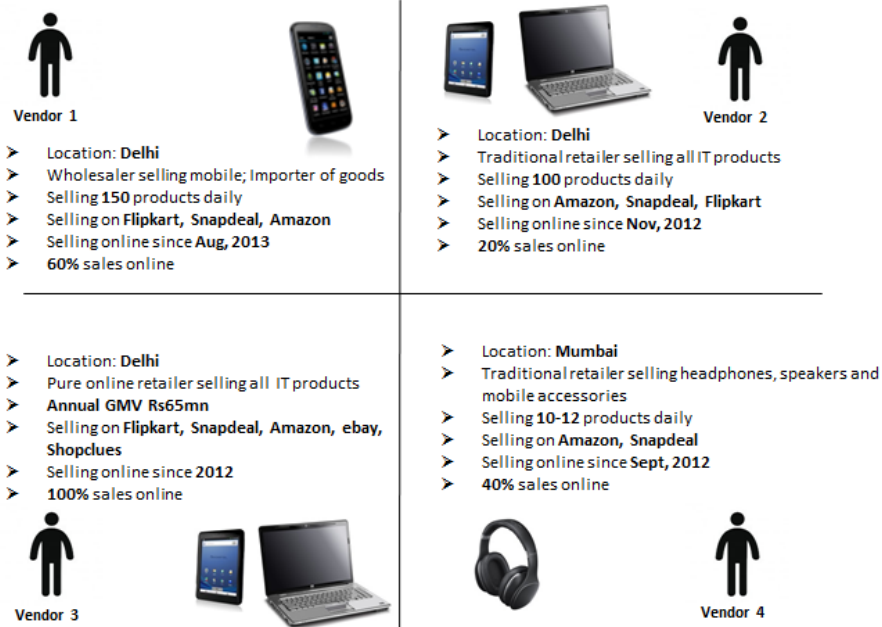 Vendor 1
➢ Location: Delhi
➢ Wholesaler selling mobile; Importer of goods
➢ Selling 150 products daily
➢ Selling on Flipkart, Snapdeal, Amazon
➢ Selling online since Aug, 2013
➢ 60% sales online
Vendor 2
➢ Location: Delhi
➢ Traditional retailer selling all IT products
➢ Selling 100 products daily
➢ Selling on Amazon, Snapdeal, Flipkart
➢ Selling online since Nov, 2012
➢ 20% sales online
➢ Location: Delhi
➢ Pure online retailer selling all IT products
➢ Annual GMV Rs65mn
➢ Selling on Flipkart, Snapdeal, Amazon, ebay,
Shopclues
➢ Selling online since 2012
➢ 100% sales online
Vendor 3
➢ Location: Mumbai
➢ Traditional retailer selling headphones, speakers and
mobile accessories
➢ Selling 10-12 products daily
➢ Selling on Amazon, Snapdeal
➢ Selling online since Sept, 2012
➢ 40% sales online
Vendor 4